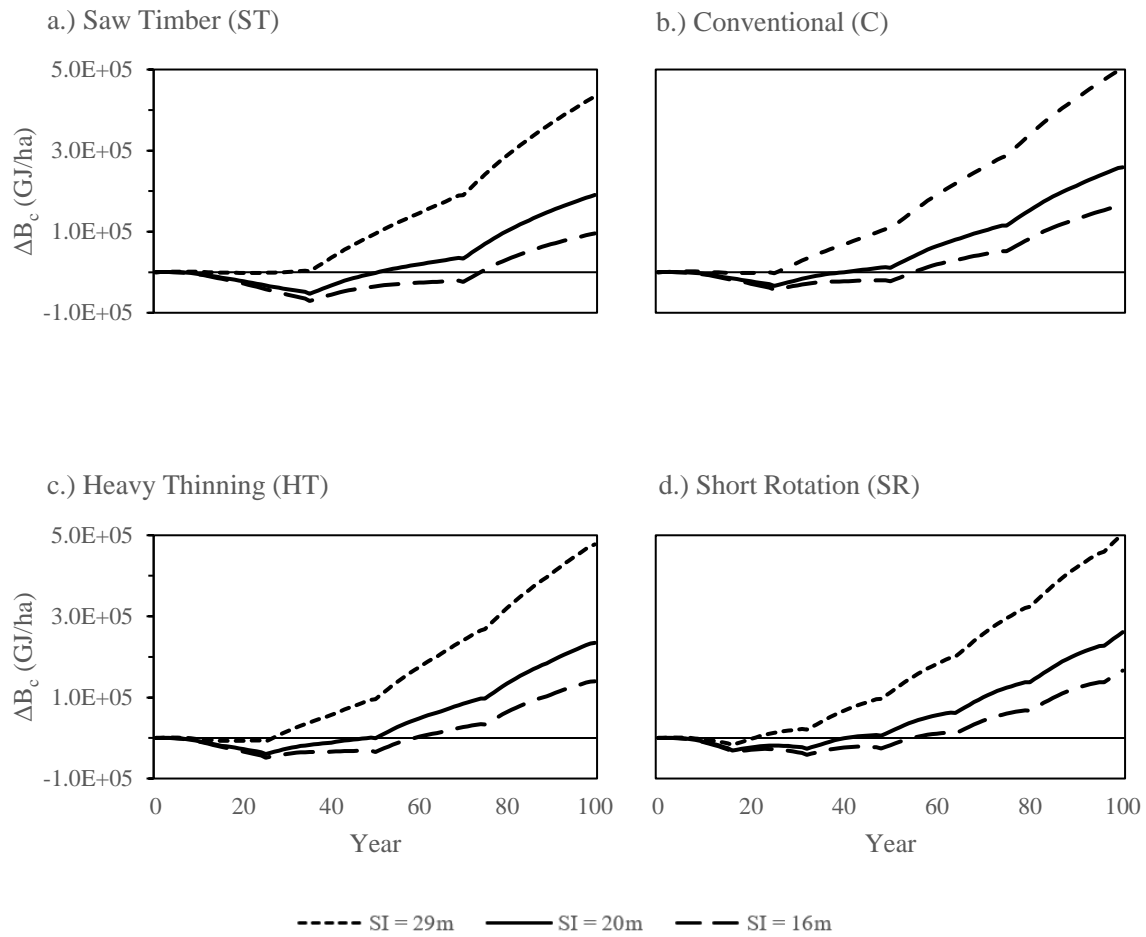 a.) Saw Timber (ST)
b.) Conventional (C)
5.0E+05
3.0E+05
1.0E+05
-1.0E+05
ΔB_c (GJ/ha)
c.) Heavy Thinning (HT)
d.) Short Rotation (SR)
5.0E+05
3.0E+05
1.0E+05
-1.0E+05
ΔB_c (GJ/ha)
0 20 40 60 80 100
0 20 40 60 80 100
Year
Year
SI = 29m SI = 20m SI = 16m